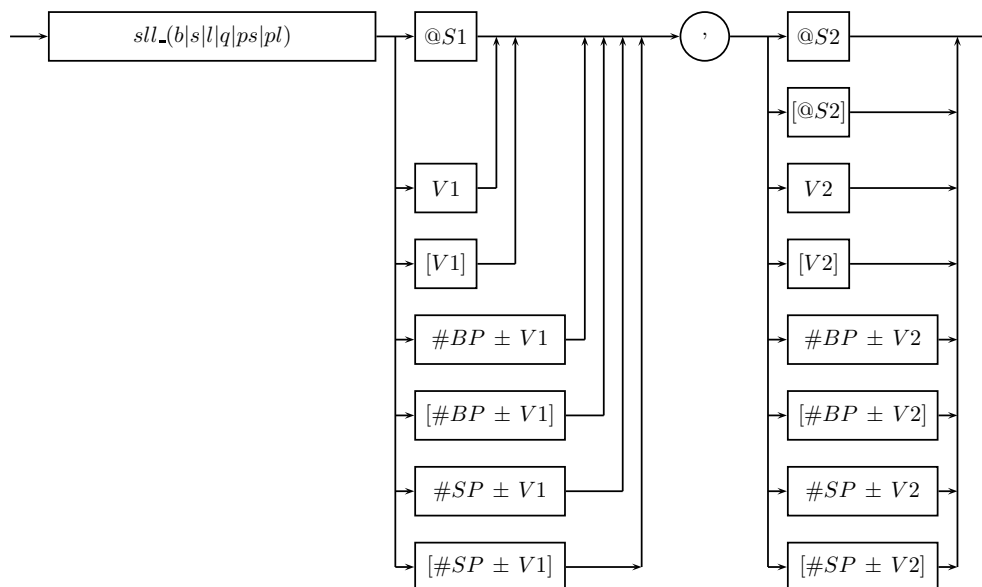 sll_(b|s|l|q|ps|pl) @S1 , @S2
[@S2]
V1 V2
[V1] [V2]
#BP ± V1 #BP ± V2
[#BP ± V1] [#BP ± V2]
#SP ± V1 #SP ± V2
[#SP ± V1] [#SP ± V2]